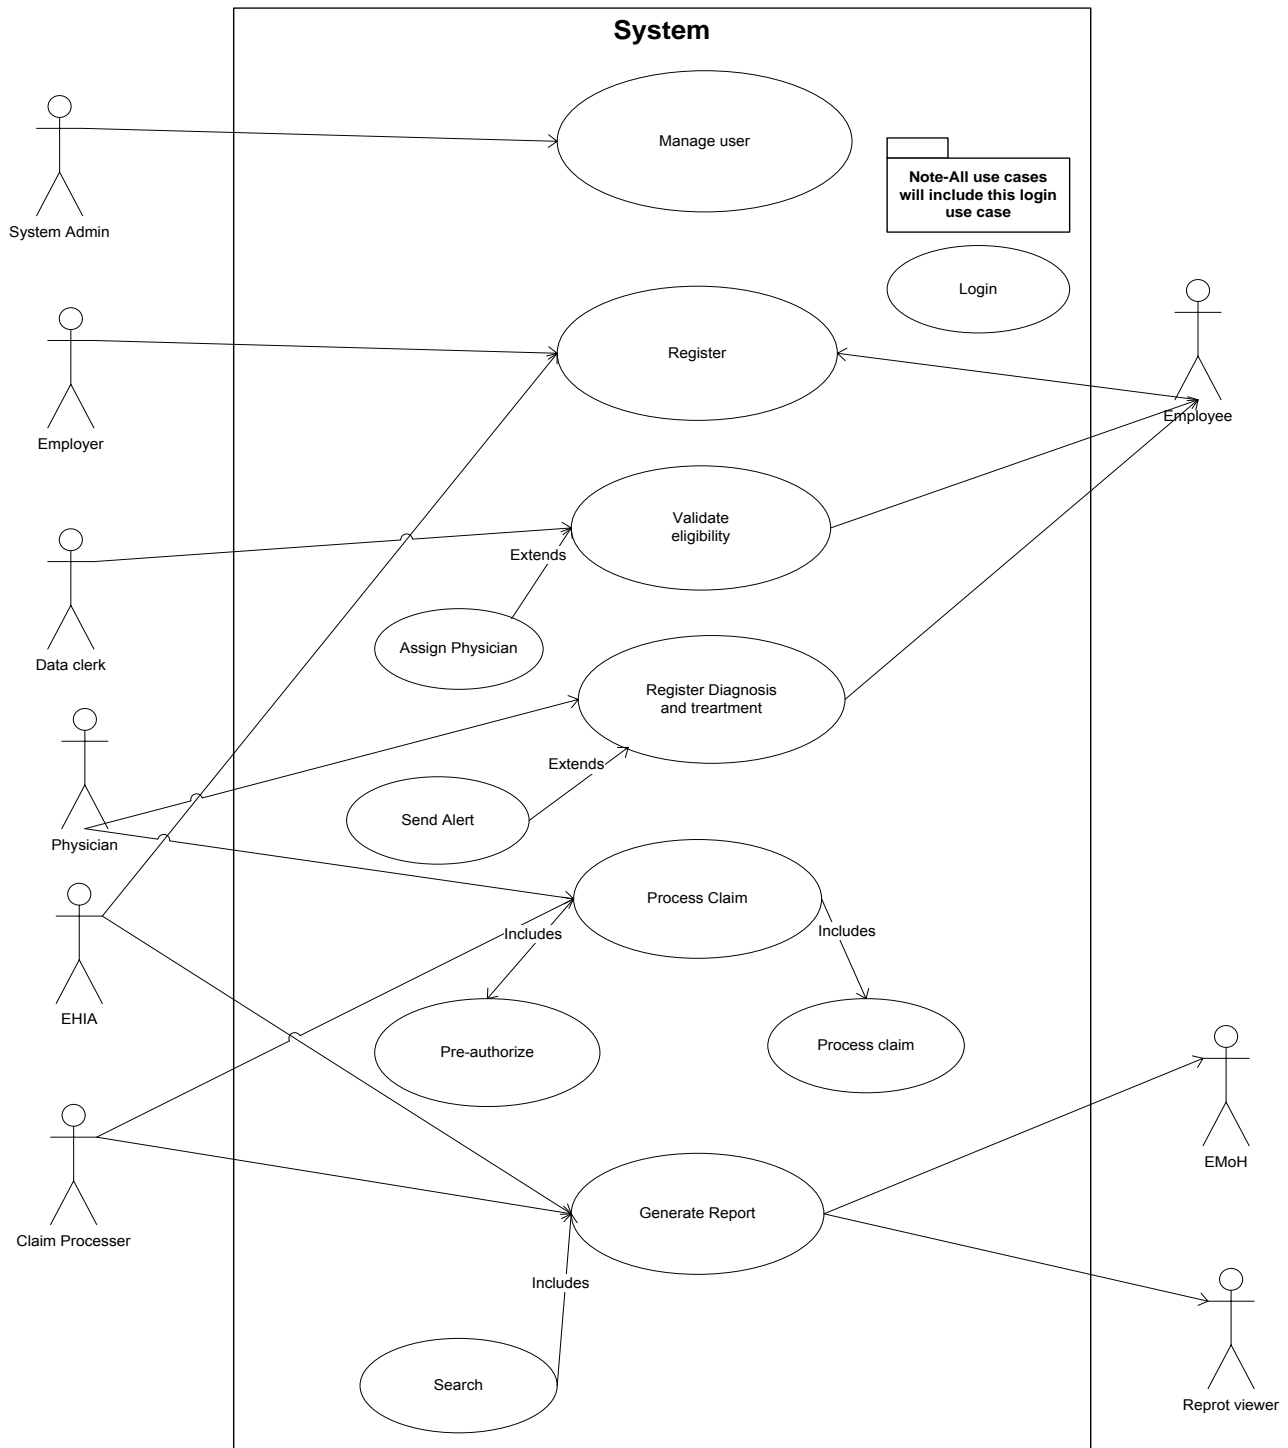 System
Manage user
Note-All use cases
will include this login
use case
System Admin
Login
Register
Employee
Employer
Validate
eligibility
Extends
Assign Physician
Data clerk
Register Diagnosis
and treartment
Extends
Send Alert
Physician
Process Claim
Includes
Includes
EHIA
Pre-authorize
Process claim
EMoH
Generate Report
Claim Processer
Includes
Search
Reprot viewer